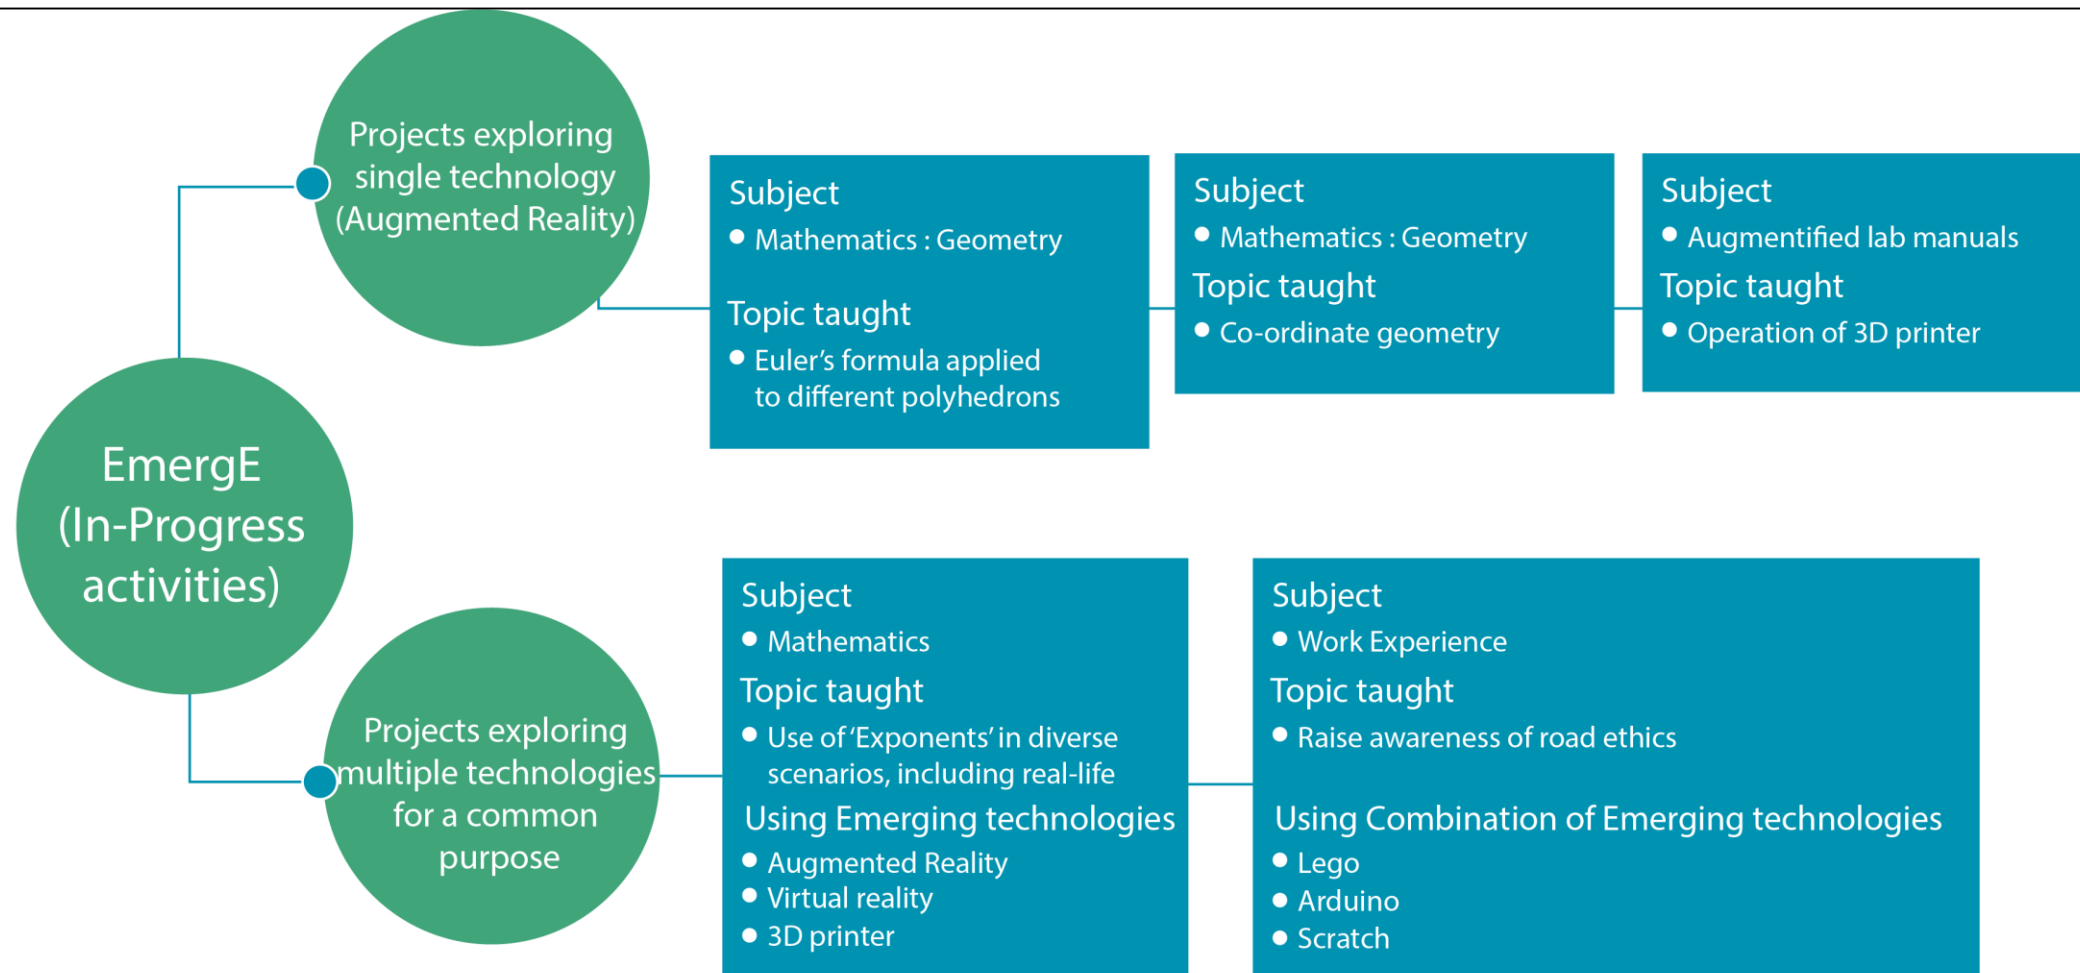 Projects exploring
single technology
(Augmented Reality)
Subject
• Mathematics : Geometry
Topic taught
• Euler’s formula applied
to different polyhedrons
Subject
• Mathematics : Geometry
Topic taught
• Co-ordinate geometry
Subject
• Augmentified lab manuals
Topic taught
• Operation of 3D printer
EmergE
(In-Progress
activities)
Projects exploring
multiple technologies
for a common
purpose
Subject
• Mathematics
Topic taught
• Use of ‘Exponents’ in diverse
scenarios, including real-life
Using Emerging technologies
• Augmented Reality
• Virtual reality
• 3D printer
Subject
• Work Experience
Topic taught
• Raise awareness of road ethics
Using Combination of Emerging technologies
• Lego
• Arduino
• Scratch